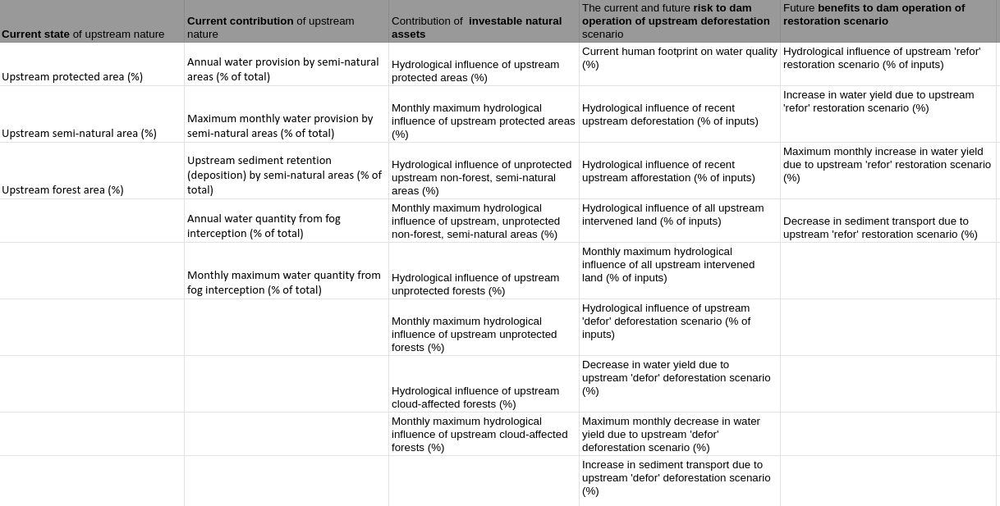 Current state of upstream nature
Current contribution of upstream
nature
Contribution of  investable natural
assets
The current and future risk to dam
operation of upstream deforestation
scenario
Future benefits to dam operation of
restoration scenario
Upstream protected area (%)
Annual water provision by semi-natural
areas (% of total)
Hydrological influence of upstream
protected areas (%)
Current human footprint on water quality
(%)
Hydrological influence of upstream 'refor'
restoration scenario (% of inputs)
Upstream semi-natural area (%)
Maximum monthly water provision by
semi-natural areas (% of total)
Monthly maximum hydrological
influence of upstream protected areas
(%)
Hydrological influence of recent
upstream deforestation (% of inputs)
Increase in water yield due to upstream
'refor' restoration scenario (%)
Upstream forest area (%)
Upstream sediment retention
(deposition) by semi-natural areas (% of
total)
Hydrological influence of unprotected
upstream non-forest, semi-natural
areas (%)
Hydrological influence of recent
upstream afforestation (% of inputs)
Maximum monthly increase in water yield
due to upstream 'refor' restoration scenario
(%)
Annual water quantity from fog
interception (% of total)
Monthly maximum hydrological
influence of upstream, unprotected
non-forest, semi-natural areas (%)
Hydrological influence of all upstream
intervened land (% of inputs)
Decrease in sediment transport due to
upstream 'refor' restoration scenario (%)
Monthly maximum water quantity from
fog interception (% of total)
Hydrological influence of upstream
unprotected forests (%)
Monthly maximum hydrological
influence of all upstream intervened
land (% of inputs)
Monthly maximum hydrological
influence of upstream unprotected
forests (%)
Hydrological influence of upstream
'defor' deforestation scenario (% of
inputs)
Hydrological influence of upstream
cloud-affected forests (%)
Decrease in water yield due to
upstream 'defor' deforestation scenario
(%)
Monthly maximum hydrological
influence of upstream cloud-affected
forests (%)
Maximum monthly decrease in water
yield due to upstream 'defor'
deforestation scenario (%)
Increase in sediment transport due to
upstream 'defor' deforestation scenario
(%)